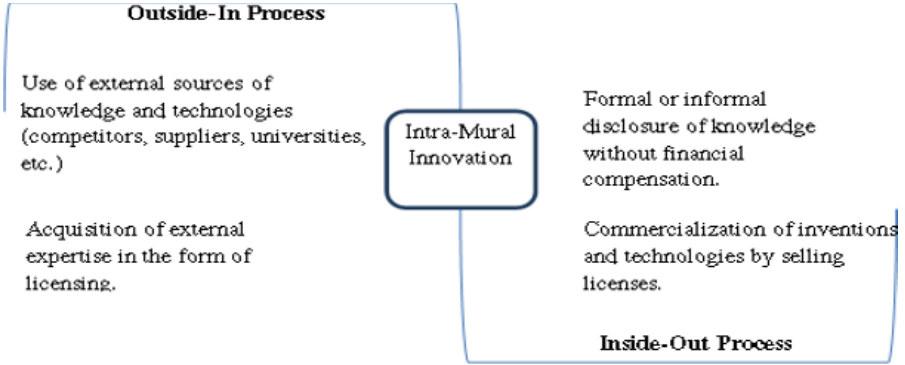 Outside-In Process
Use of external sources of
knowledge and technologies
(competitors, suppliers, universities,
etc.)
Acquisition of external
expertise in the form of
licensing.
Intra-Mural
Innovation
Formal or informal
disclosure of knowledge
without financial
compensation.
Commercialization of inventions
and technologies by selling
licenses.
Inside-Out Process